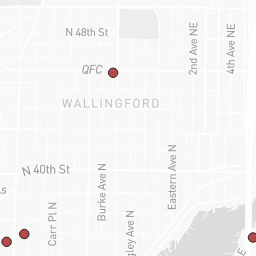 N 48th St
2nd Ave NE
4th Ave NE
QFC
WALLINGFORD
N 40th St
Eastern Ave N
Burke Ave N
Carr Pl N